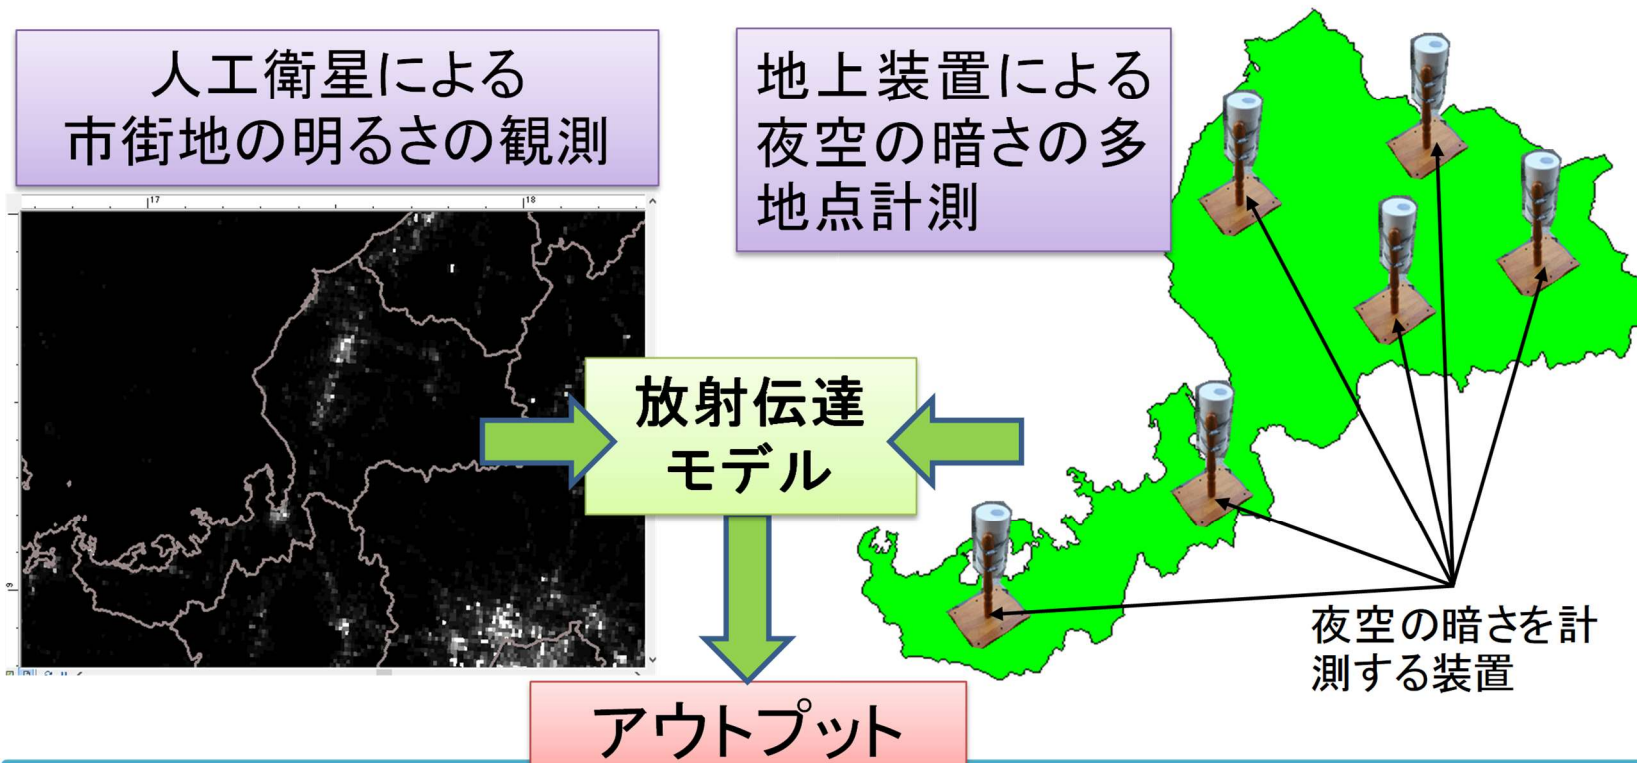 人工衛星による
市街地の明るさの観測
地上装置による
夜空の暗さの多
地点計測
17
18
9
放射伝達
モデル
夜空の暗さを計
測する装置
アウトプット